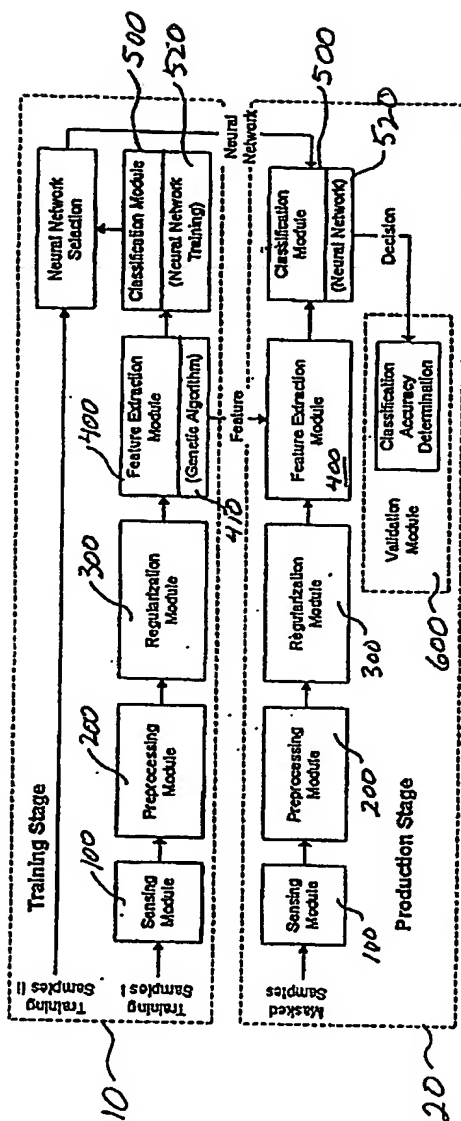 Training Stage
Training
Samples II
Training
Samples I
100
Sensing
Module
200
Preprocessing
Module
300
Regularization
Module
400
Feature Extraction
Module
(Genetic Algorithm)
410
Neural Network
Selection
500
Classification Module
(Neural Network
Training)
520
10
Feature
Neural
Network
Masked
Samples
Sensing
Module
100
Preprocessing
Module
200
Regularization
Module
300
Feature Extraction
Module
400
Classification
Module
(Neural Network)
500
520
Decision
Classification
Accuracy
Determination
Validation Module
600
Production Stage
20